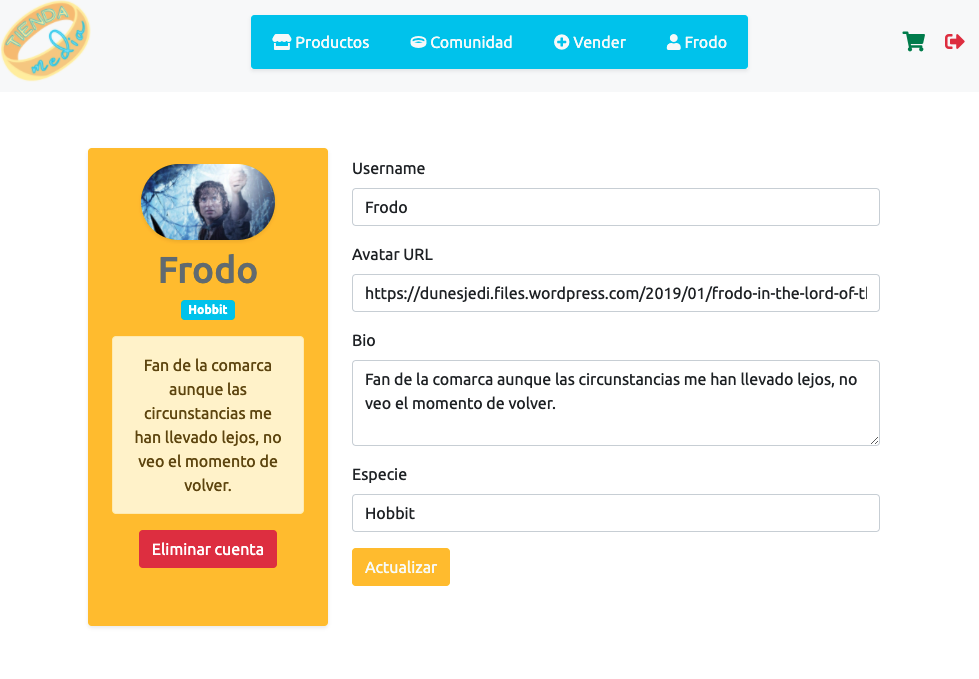 TIENDA
media
Productos
Comunidad
Vender
Frodo
Frodo
Hobbit
Fan de la comarca
aunque las
circunstancias me
han llevado lejos, no
veo el momento de
volver.
Eliminar cuenta
Username
Frodo
Avatar URL
https://dunesjedi.files.wordpress.com/2019/01/frodo-in-the-lord-of-tl
Bio
Fan de la comarca aunque las circunstancias me han llevado lejos, no
veo el momento de volver.
Especie
Hobbit
Actualizar